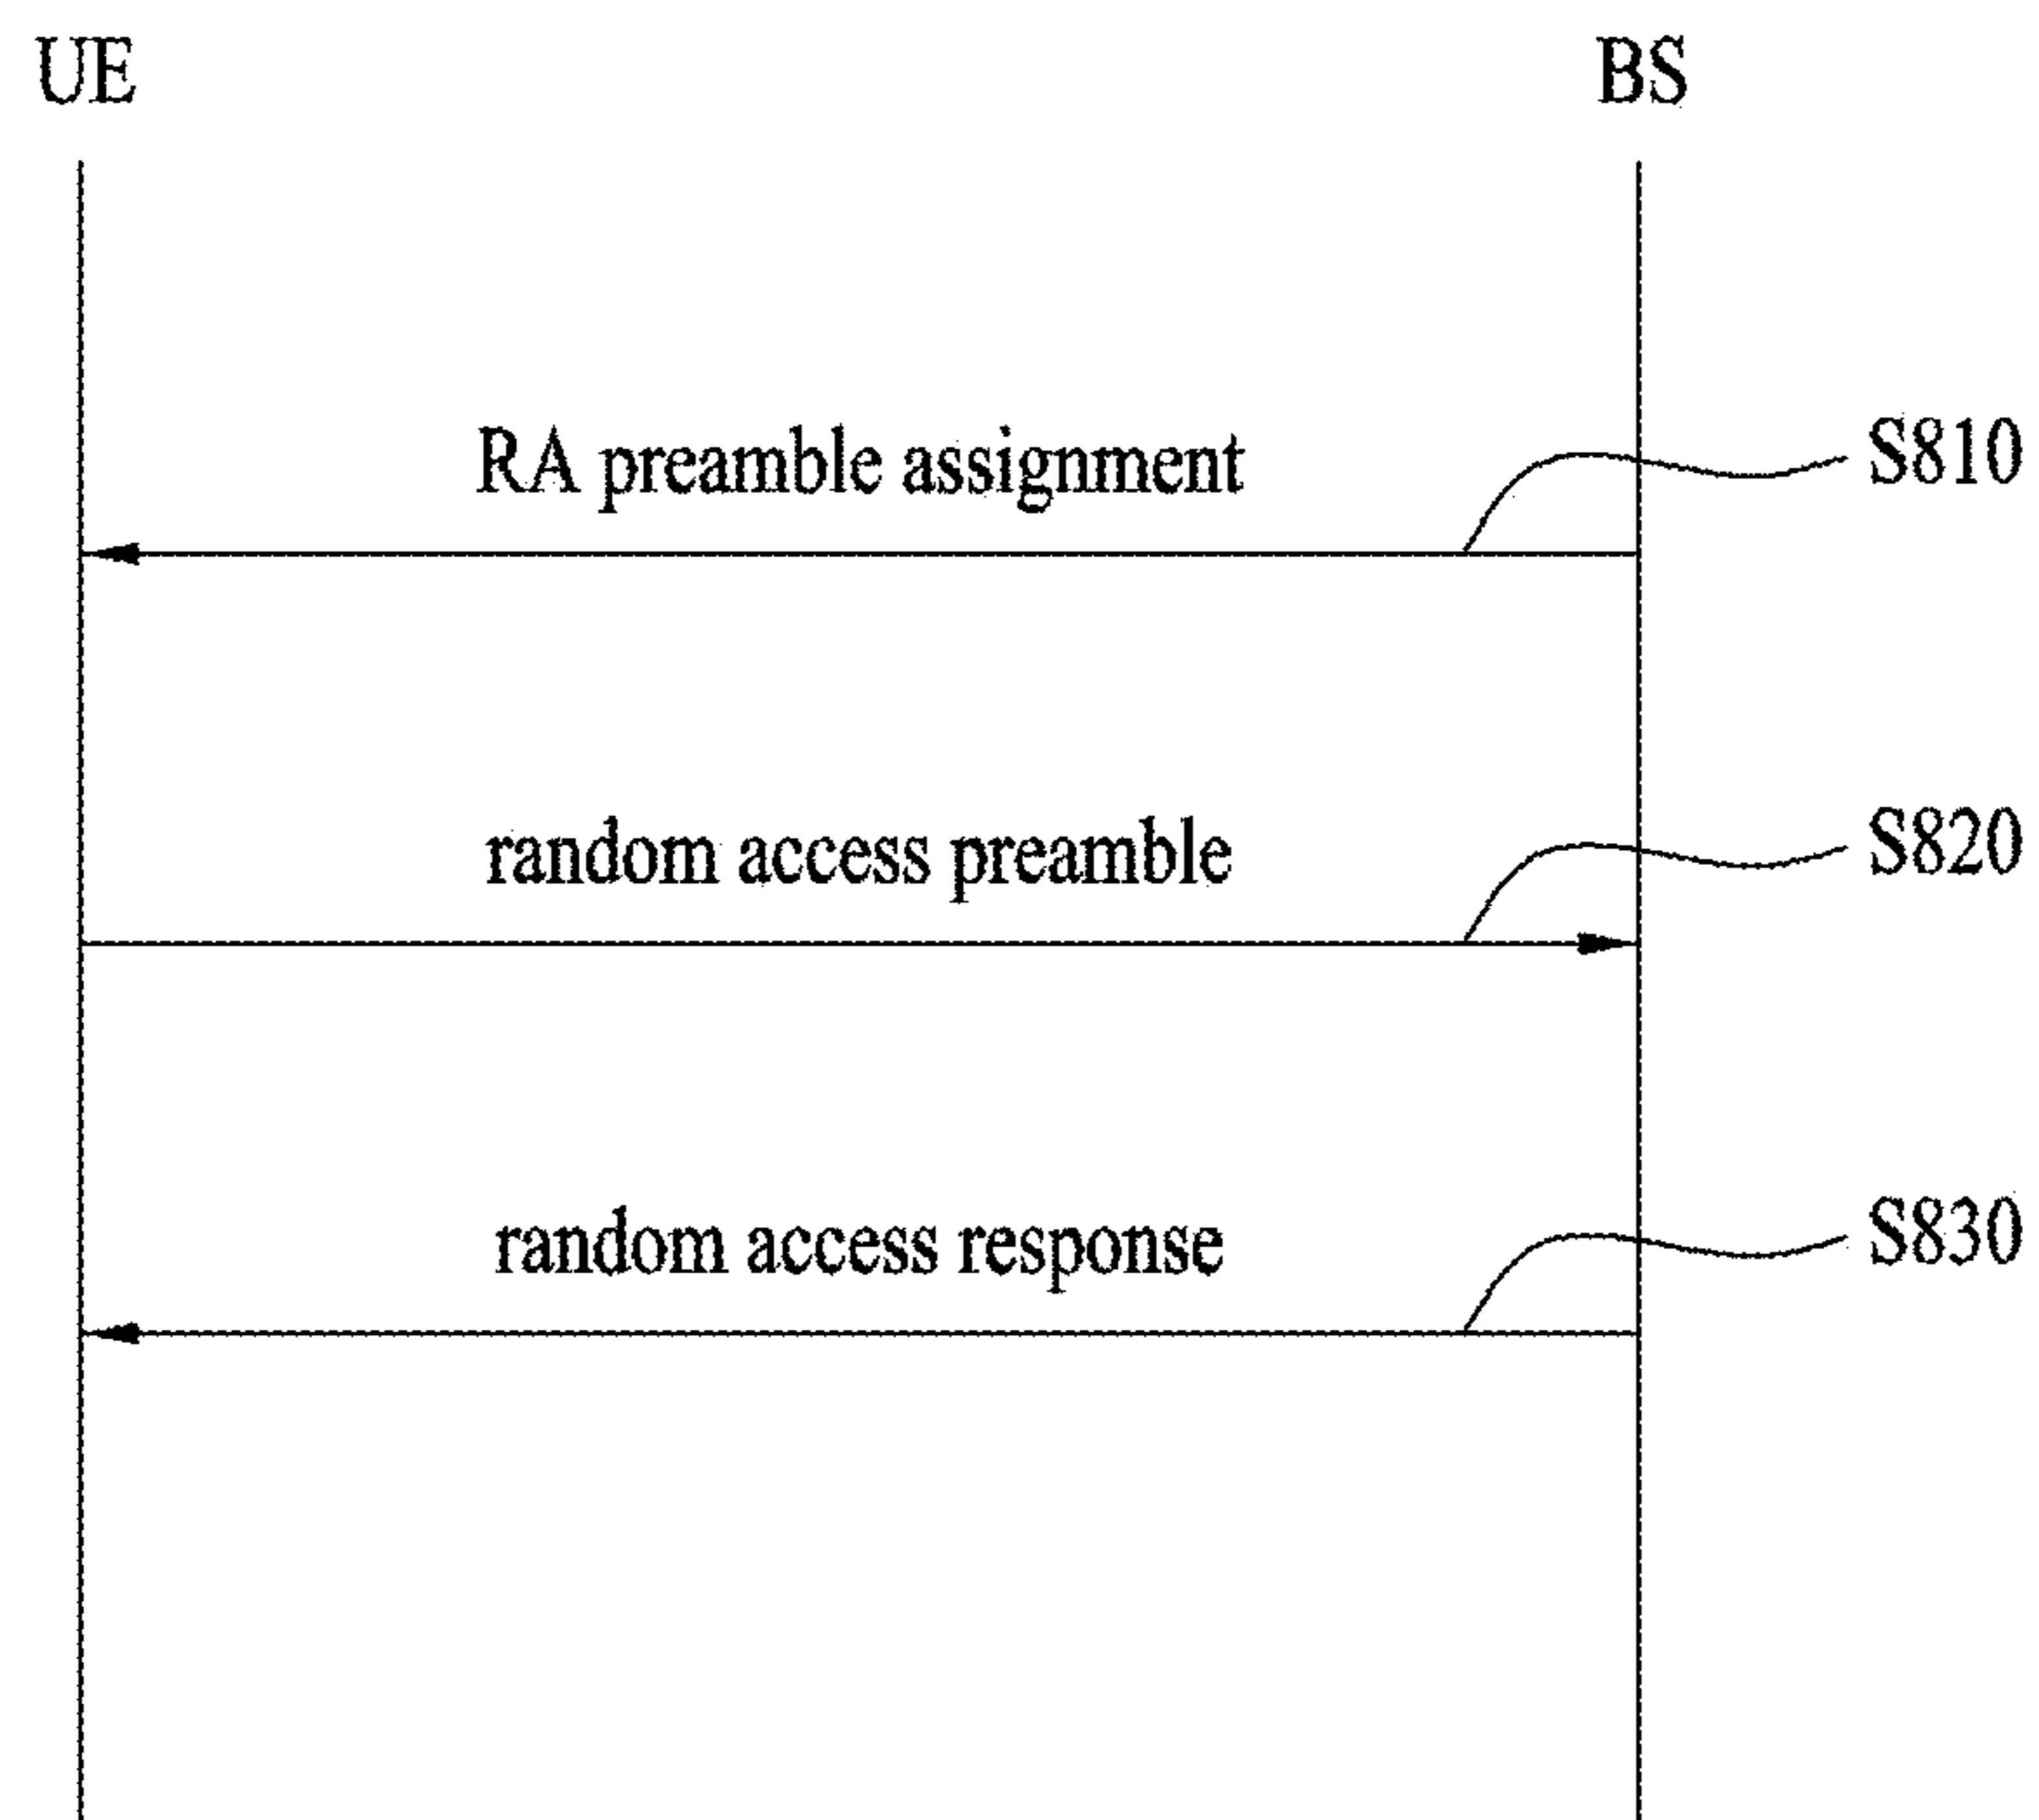 UE BS
RA preamble assignment S810
random access preamble S820
random access response S830